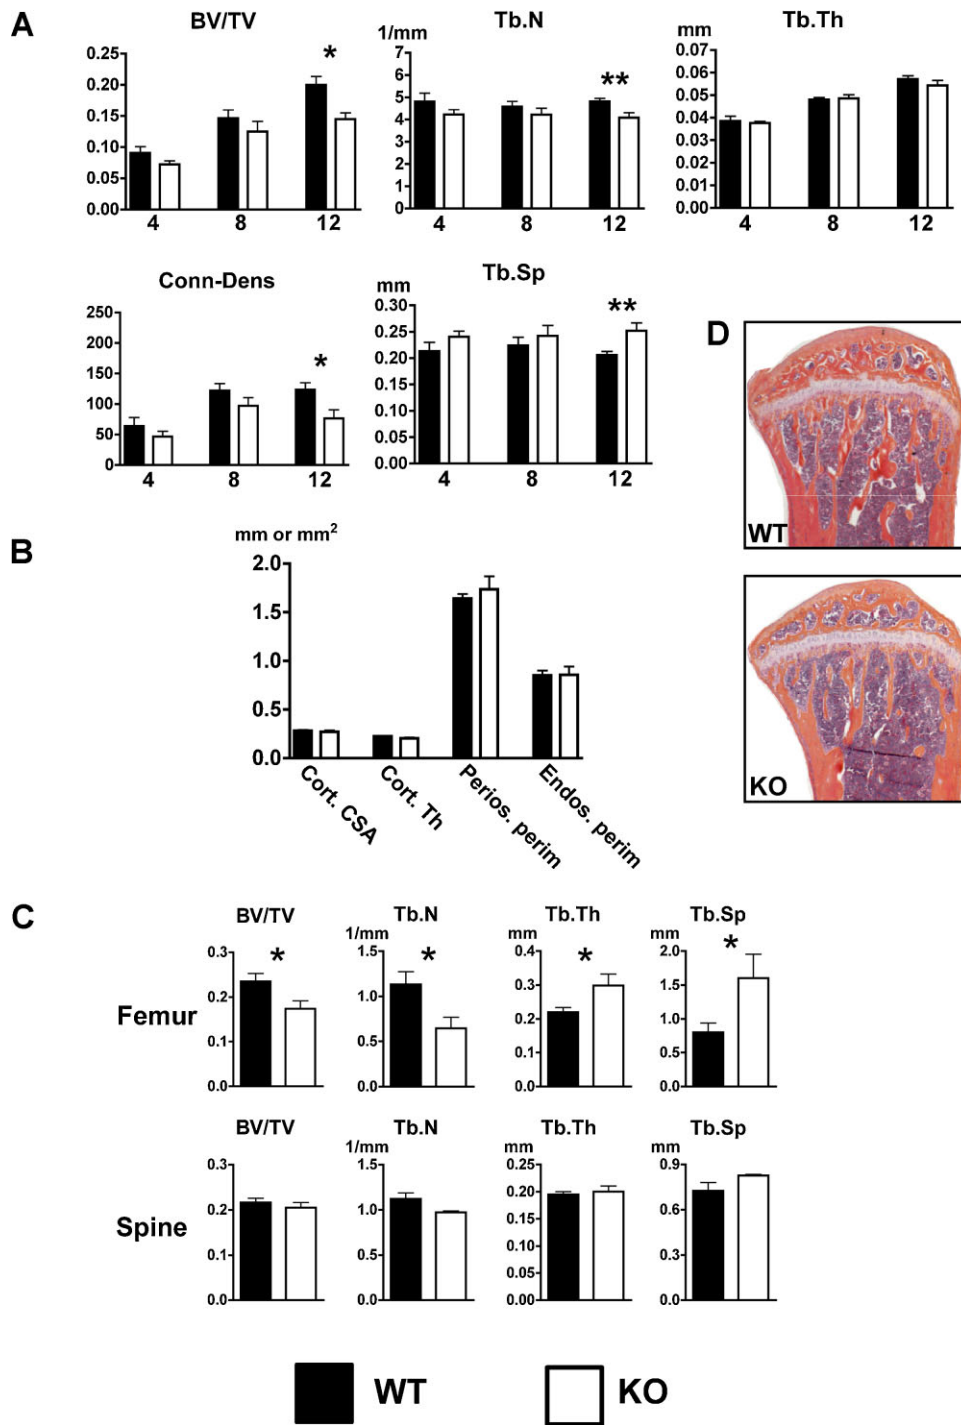 A
BV/TV
*
0.25
0.20
0.15
0.10
0.05
0.00
4 8 12
Tb.N
1/mm
**
7
6
5
4
3
2
1
0
4 8 12
Tb.Th
mm
0.07
0.06
0.05
0.04
0.03
0.02
0.01
0.00
4 8 12
Conn-Dens
*
250
200
150
100
50
0
4 8 12
Tb.Sp
mm
**
0.30
0.25
0.20
0.15
0.10
0.05
0.00
4 8 12
D
WT
KO
B
mm or mm²
2.0
1.5
1.0
0.5
0.0
Cort. CSA
Cort. Th
Perios. perim
Endos. perim
C
Femur
BV/TV
*
0.3
0.2
0.1
0.0
Tb.N
1/mm
*
1.5
1.0
0.5
0.0
Tb.Th
mm
*
0.4
0.3
0.2
0.1
0.0
Tb.Sp
mm
*
2.0
1.5
1.0
0.5
0.0
Spine
BV/TV
0.3
0.2
0.1
0.0
Tb.N
1/mm
1.5
1.0
0.5
0.0
Tb.Th
mm
0.25
0.20
0.15
0.10
0.05
0.00
Tb.Sp
mm
0.9
0.6
0.3
0.0
WT KO